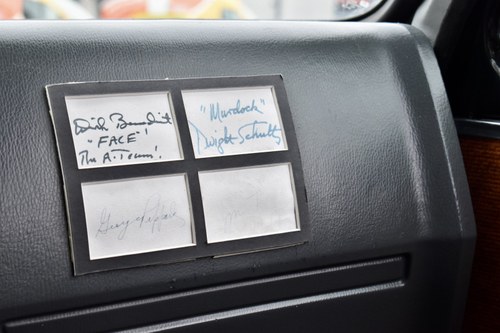 Dirk Benedict
"FACE"!
The A-Team!
"Murdock"
Dwight Schultz
George Peppard